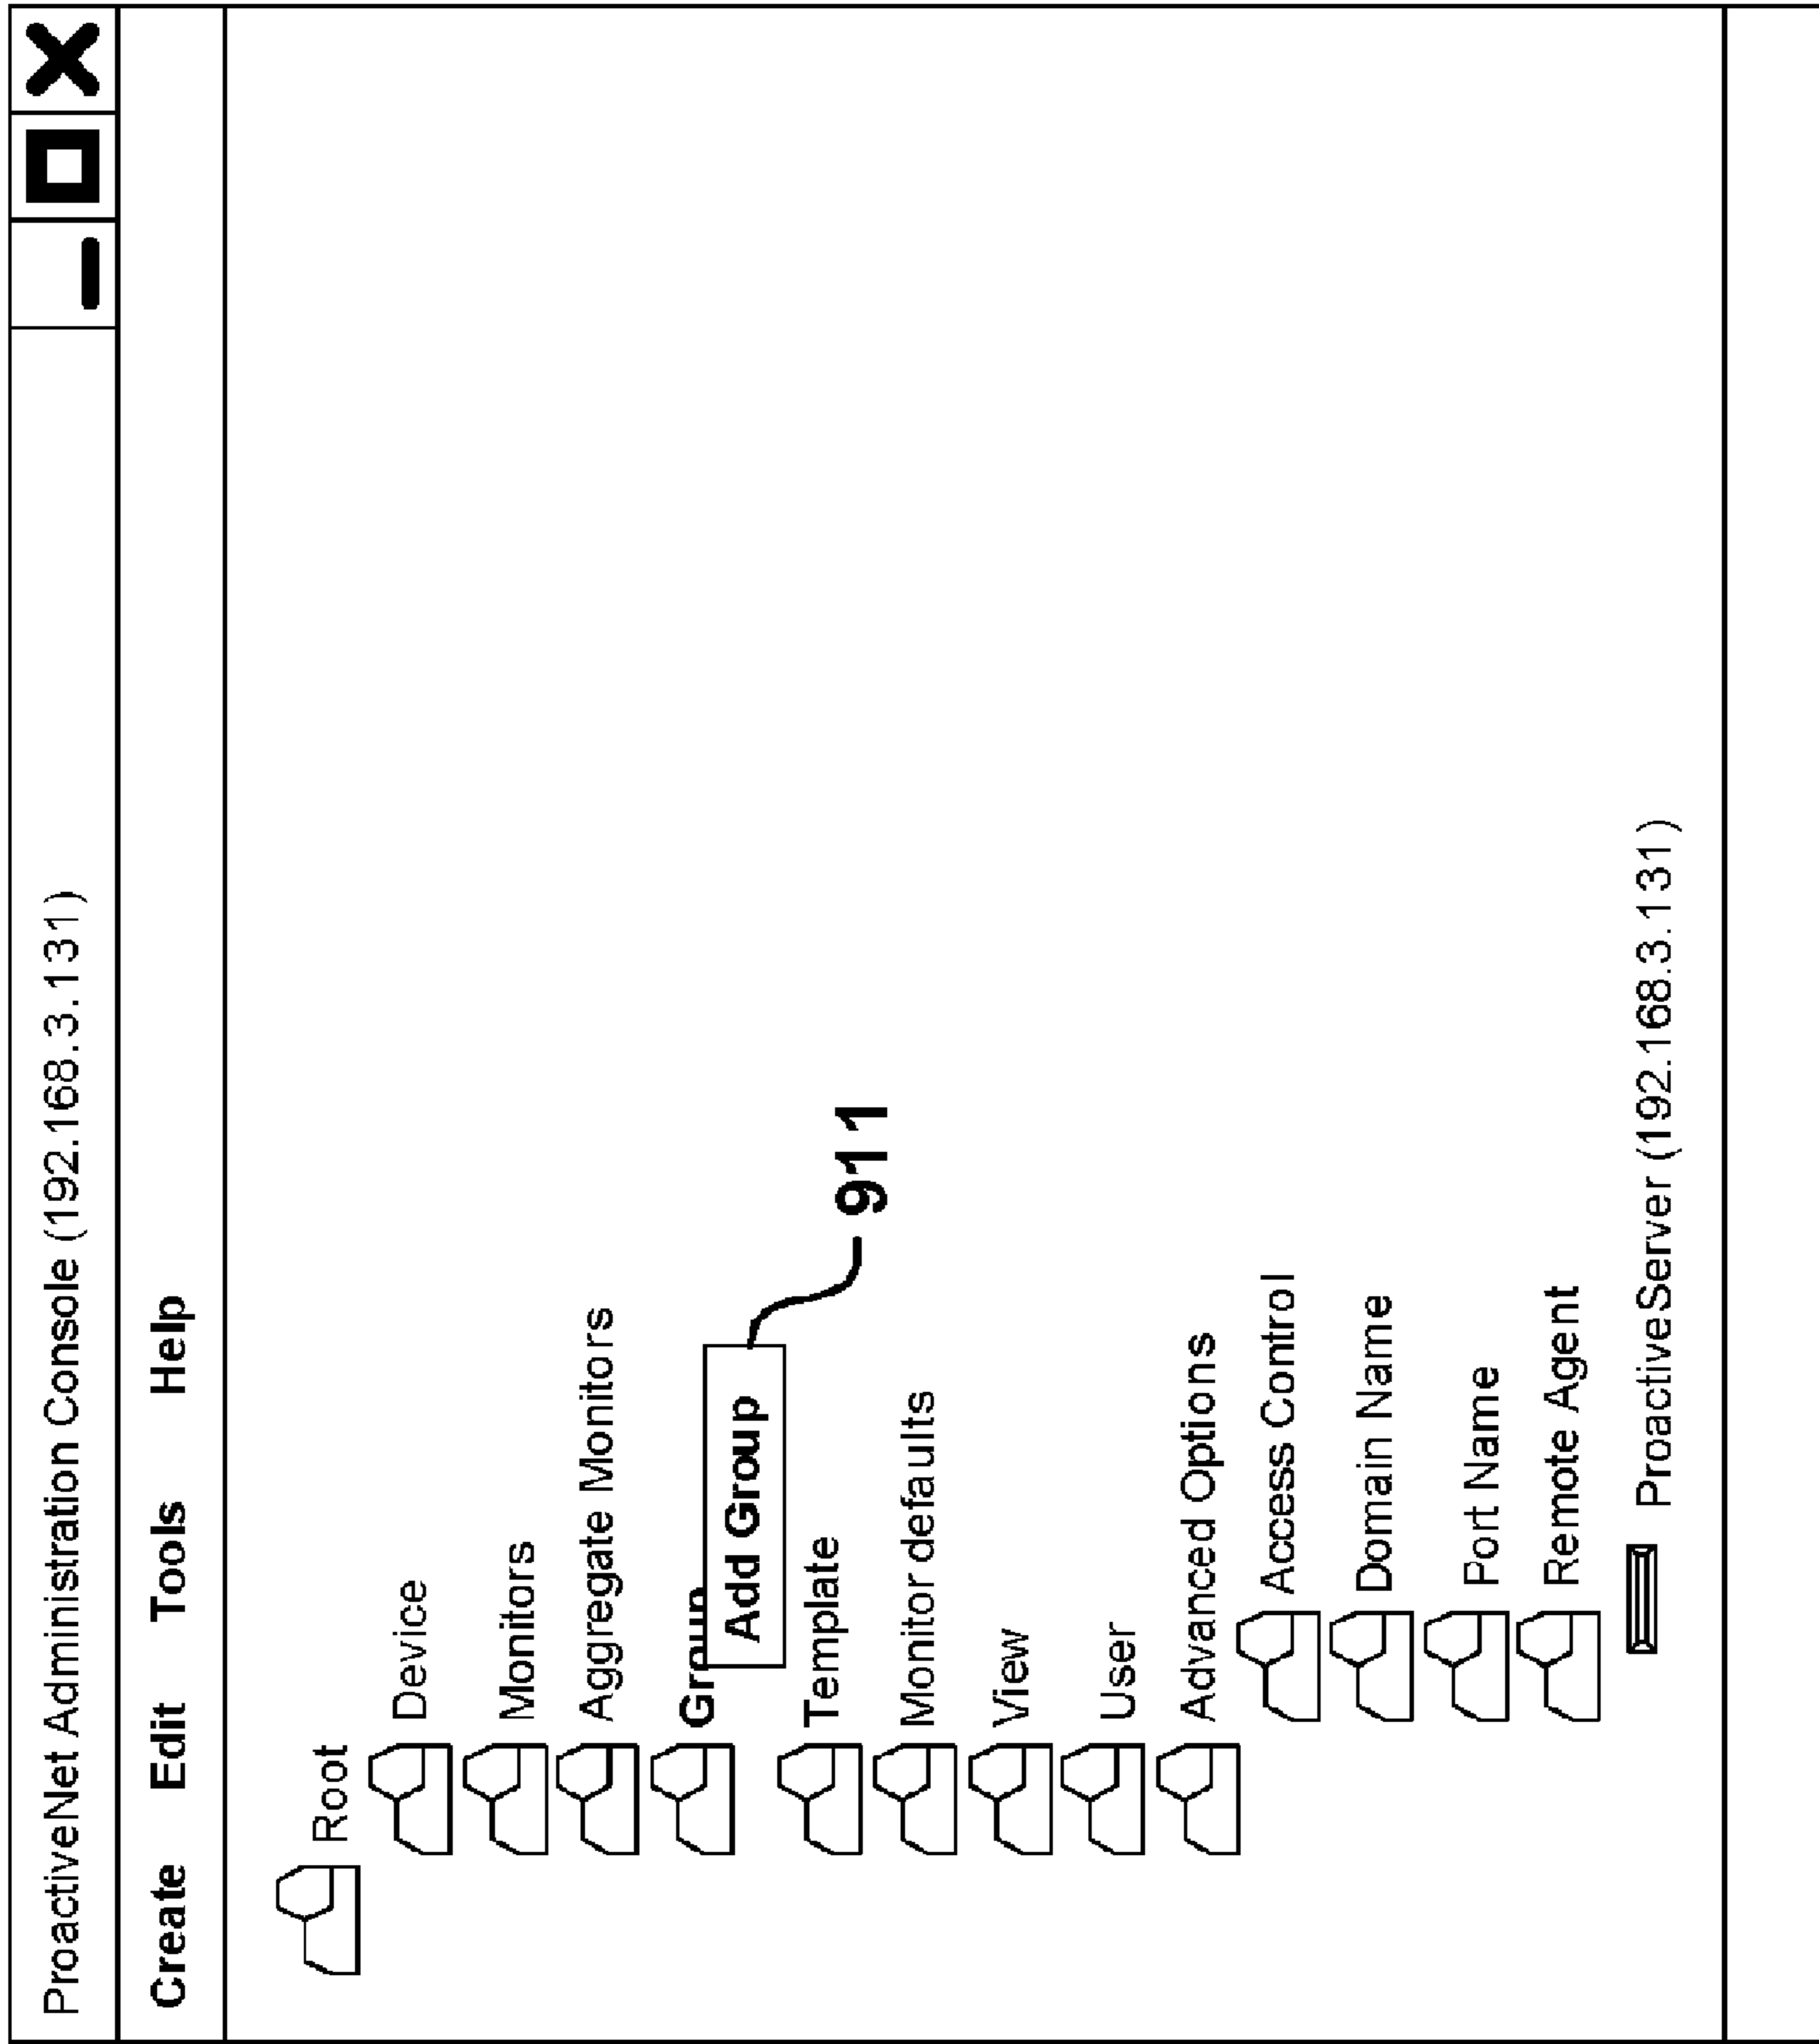 ProactiveNet Administration Console (192.168.3.131)
Create Edit Tools Help
Root
Device
Monitors
Aggregate Monitors
Group
Add Group
911
Template
Monitor defaults
View
User
Advanced Options
Access Control
Domain Name
Port Name
Remote Agent
ProactiveServer (192.168.3.131)